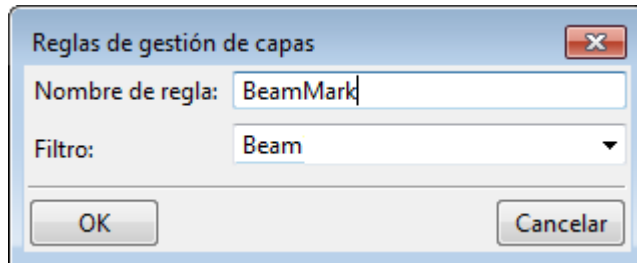 Reglas de gestión de capas
Nombre de regla: BeamMark
Filtro: Beam
OK Cancelar